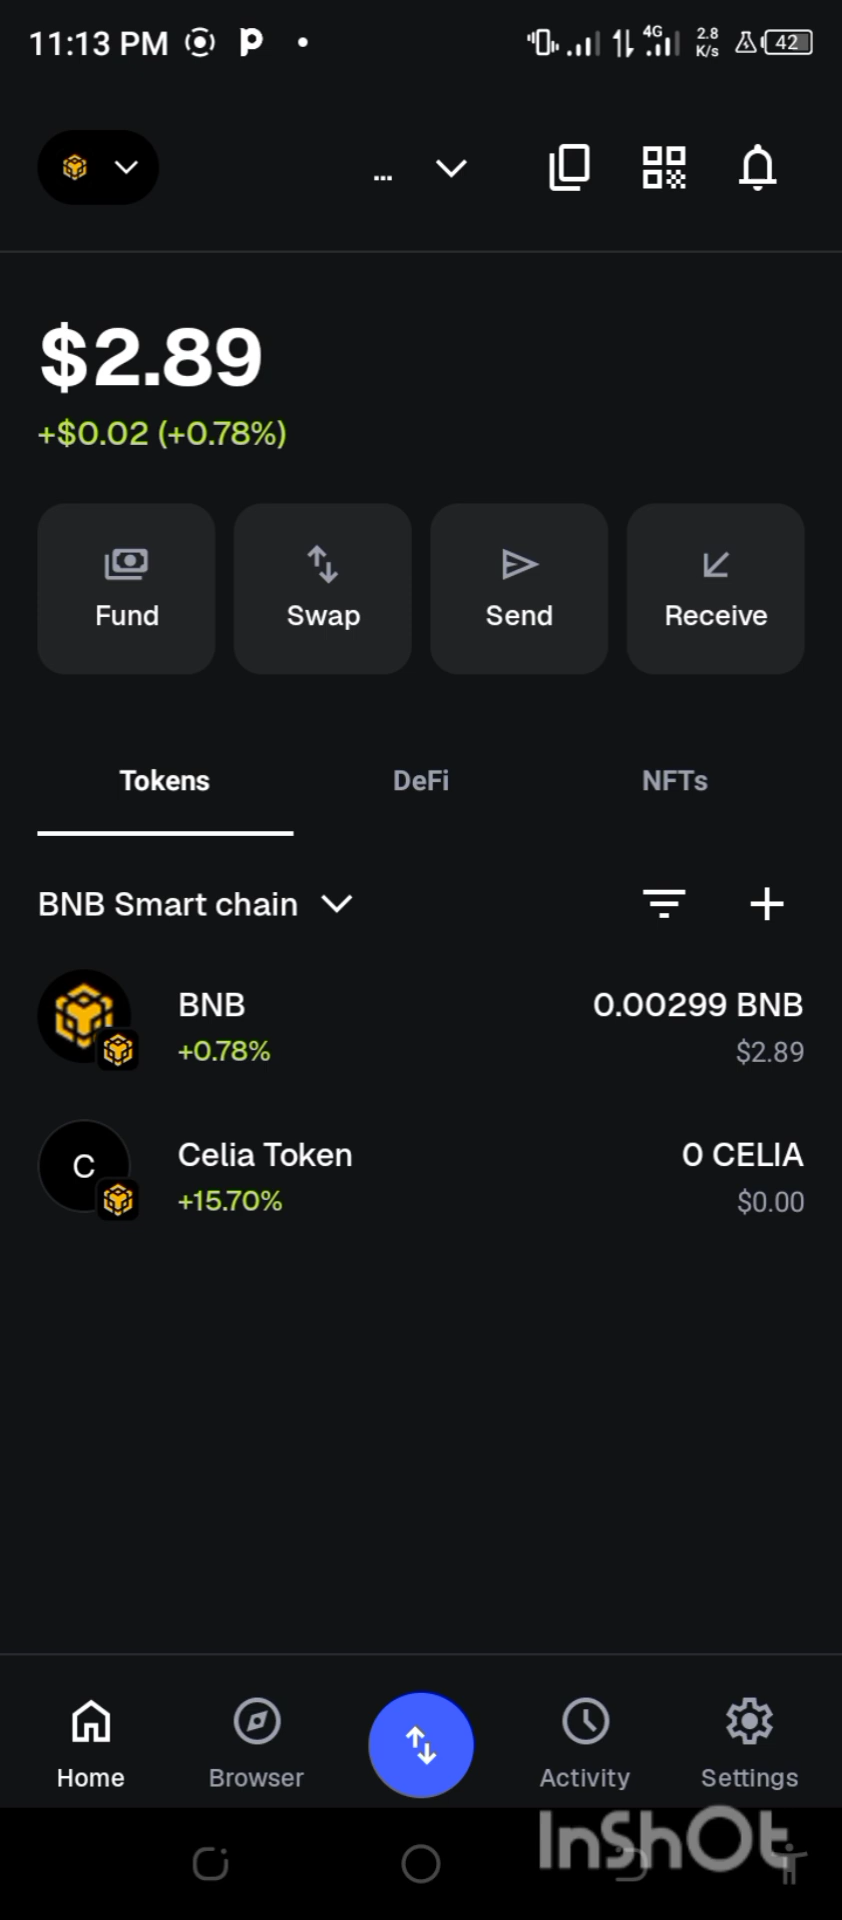 11:13 PM
4G
2.8
K/s
42
...
$2.89
+$0.02 (+0.78%)
Fund
Swap
Send
Receive
Tokens
DeFi
NFTs
BNB Smart chain
BNB
0.00299 BNB
+0.78%
$2.89
C
Celia Token
0 CELIA
+15.70%
$0.00
Home
Browser
Activity
Settings
InShOt